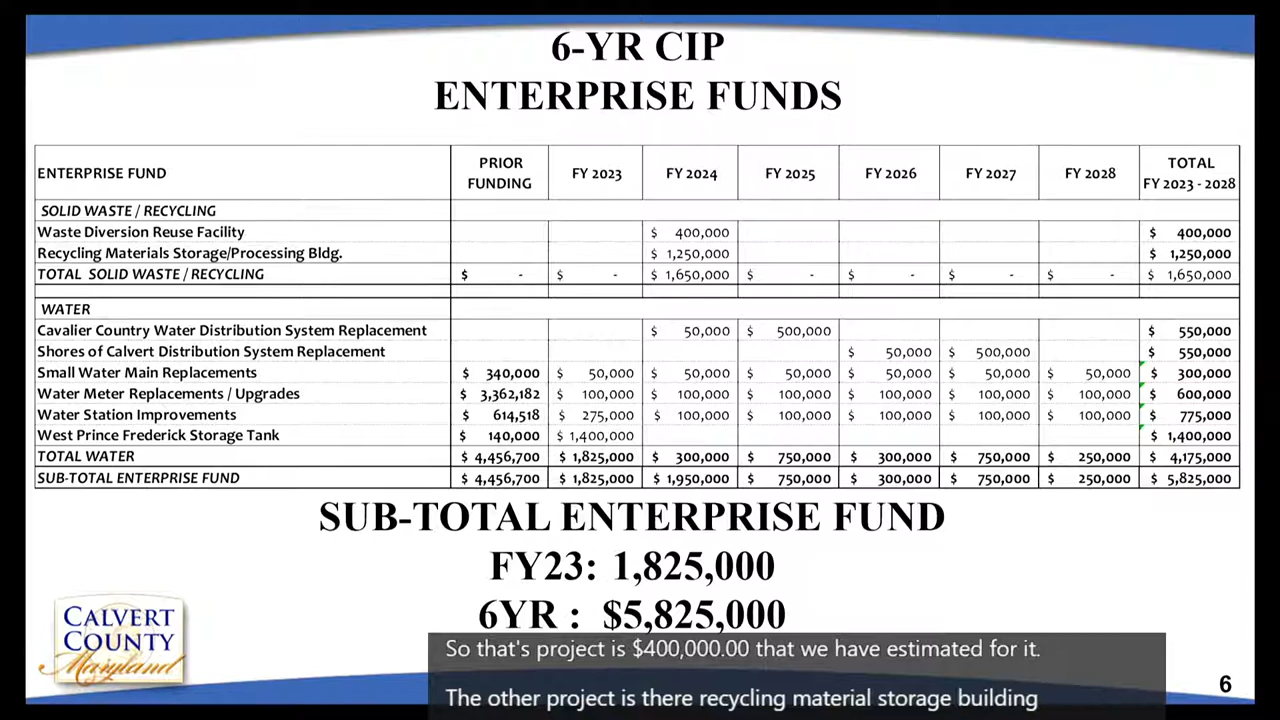 6-YR CIP
ENTERPRISE FUNDS
ENTERPRISE FUND PRIOR FUNDING FY 2023 FY 2024 FY 2025 FY 2026 FY 2027 FY 2028 TOTAL FY 2023 - 2028
SOLID WASTE / RECYCLING
Waste Diversion Reuse Facility $ 400,000 $ 400,000
Recycling Materials Storage/Processing Bldg. $ 1,250,000 $ 1,250,000
TOTAL SOLID WASTE / RECYCLING $ - $ - $ 1,650,000 $ - $ - $ - $ - $ 1,650,000
WATER
Cavalier Country Water Distribution System Replacement $ 50,000 $ 500,000 $ 550,000
Shores of Calvert Distribution System Replacement $ 50,000 $ 500,000 $ 550,000
Small Water Main Replacements $ 340,000 $ 50,000 $ 50,000 $ 50,000 $ 50,000 $ 50,000 $ 50,000 $ 300,000
Water Meter Replacements / Upgrades $ 3,362,182 $ 100,000 $ 100,000 $ 100,000 $ 100,000 $ 100,000 $ 100,000 $ 600,000
Water Station Improvements $ 614,518 $ 275,000 $ 100,000 $ 100,000 $ 100,000 $ 100,000 $ 100,000 $ 775,000
West Prince Frederick Storage Tank $ 140,000 $ 1,400,000 $ 1,400,000
TOTAL WATER $ 4,456,700 $ 1,825,000 $ 300,000 $ 750,000 $ 300,000 $ 750,000 $ 250,000 $ 4,175,000
SUB-TOTAL ENTERPRISE FUND $ 4,456,700 $ 1,825,000 $ 1,950,000 $ 750,000 $ 300,000 $ 750,000 $ 250,000 $ 5,825,000
SUB-TOTAL ENTERPRISE FUND
FY23: 1,825,000
6YR : $5,825,000
CALVERT
COUNTY
Maryland
So that's project is $400,000.00 that we have estimated for it.
The other project is there recycling material storage building
6